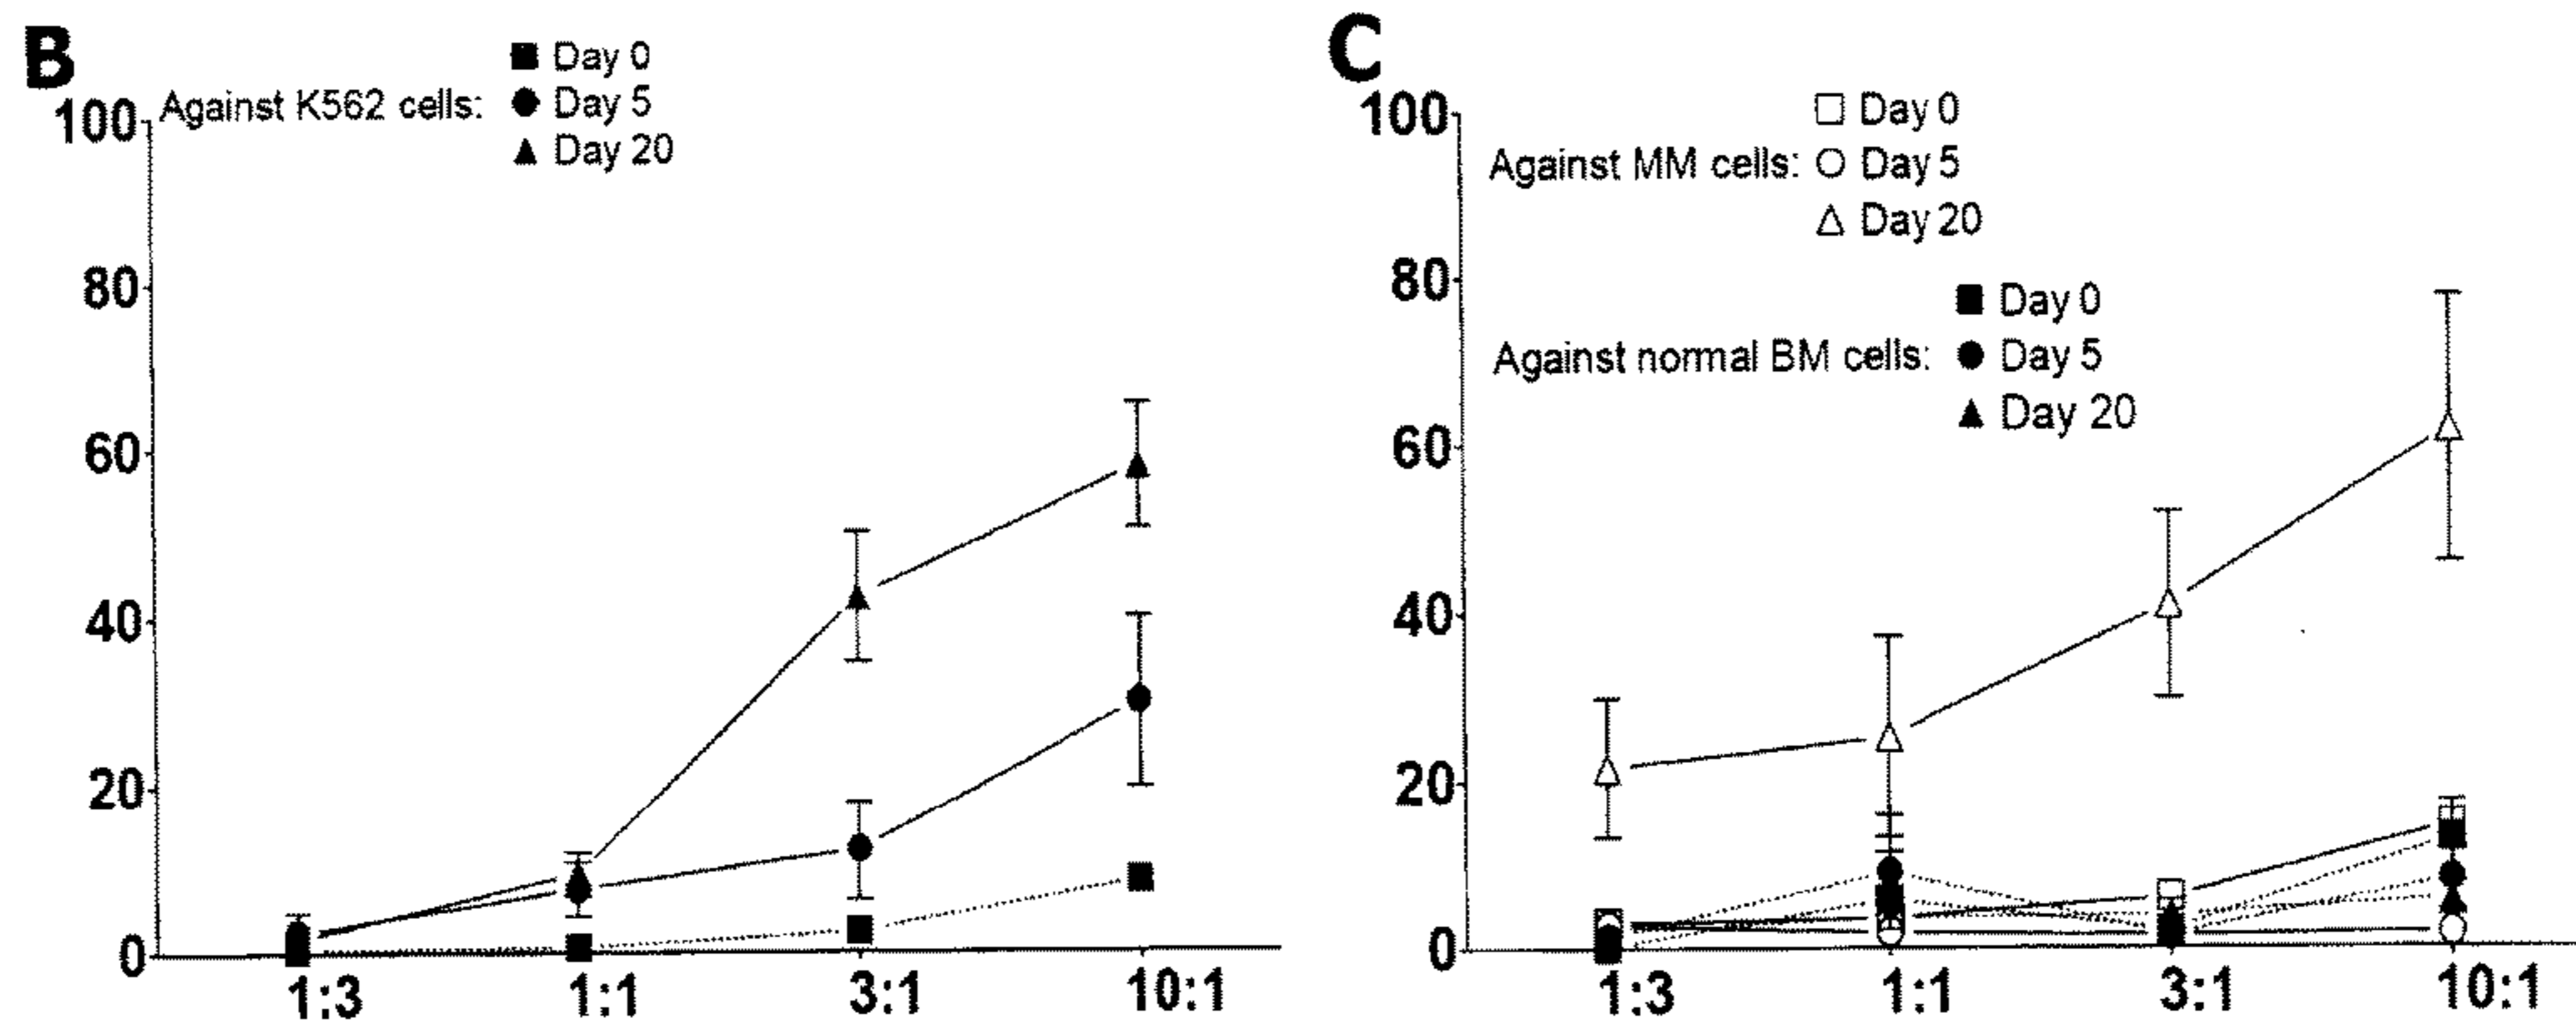 B
Day 0
Against K562 cells: Day 5
Day 20
100
80
60
40
20
0
1:3 1:1 3:1 10:1
C
Day 0
Against MM cells: Day 5
Day 20
Day 0
Against normal BM cells: Day 5
Day 20
100
80
60
40
20
0
1:3 1:1 3:1 10:1